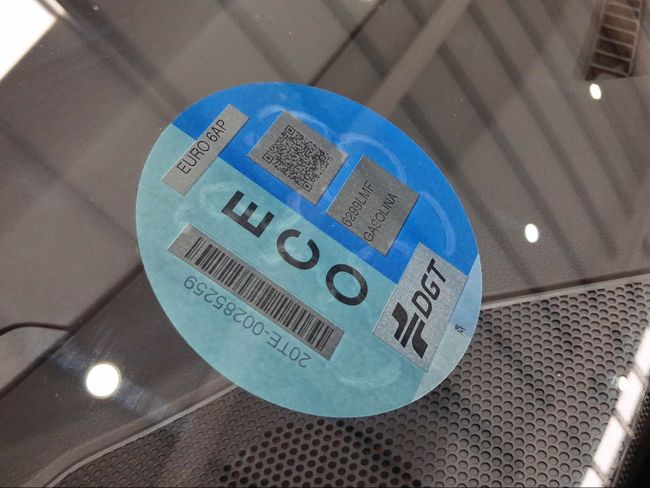 EURO 6AP
6299LMF
GASOLINA
ECO
DGT
20TE-00285259